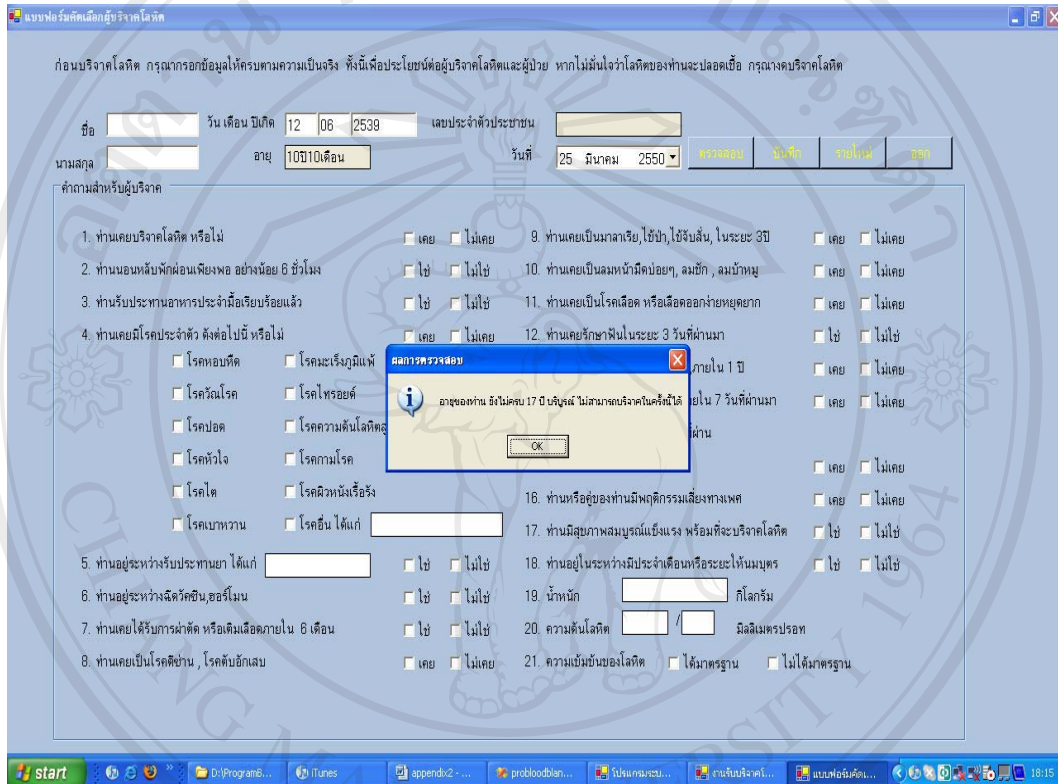 แบบฟอร์มคัดเลือกผู้บริจาคโลหิต
ก่อนบริจาคโลหิต กรุณากรอกข้อมูลให้ครบตามความเป็นจริง ทั้งนี้เพื่อประโยชน์ต่อผู้บริจาคโลหิตและผู้ป่วย หากไม่มั่นใจว่าโลหิตของท่านจะปลอดเชื้อ กรุณางดบริจาคโลหิต
ชื่อ วัน เดือน ปีเกิด 12 06 2539 เลขประจำตัวประชาชน
นามสกุล อายุ 10ปี10เดือน วันที่ 25 มีนาคม 2550 ตรวจสอบ บันทึก รายใหม่ ออก
คำถามสำหรับผู้บริจาค
1. ท่านเคยบริจาคโลหิต หรือไม่ เคย ไม่เคย
2. ท่านนอนหลับพักผ่อนเพียงพอ อย่างน้อย 6 ชั่วโมง ใช่ ไม่ใช่
3. ท่านรับประทานอาหารประจำมื้อเรียบร้อยแล้ว ใช่ ไม่ใช่
4. ท่านเคยมีโรคประจำตัว ดังต่อไปนี้ หรือไม่ เคย ไม่เคย
โรคหอบหืด โรคมะเร็งภูมิแพ้
โรควัณโรค โรคไทรอยด์
โรคปอด โรคความดันโลหิตสู
โรคหัวใจ โรคกามโรค
โรคไต โรคผิวหนังเรื้อรัง
โรคเบาหวาน โรคอื่น ได้แก่
5. ท่านอยู่ระหว่างรับประทานยา ได้แก่ ใช่ ไม่ใช่
6. ท่านอยู่ระหว่างฉีดวัคซีน,ฮอร์โมน ใช่ ไม่ใช่
7. ท่านเคยได้รับการผ่าตัด หรือเติมเลือดภายใน 6 เดือน ใช่ ไม่ใช่
8. ท่านเคยเป็นโรคดีซ่าน , โรคตับอักเสบ เคย ไม่เคย
9. ท่านเคยเป็นมาลาเรีย,ไข้ป่า,ไข้จับสั่น, ในระยะ 3ปี เคย ไม่เคย
10. ท่านเคยเป็นลมหน้ามืดบ่อยๆ, ลมชัก , ลมบ้าหมู เคย ไม่เคย
11. ท่านเคยเป็นโรคเลือด หรือเลือดออกง่ายหยุดยาก เคย ไม่เคย
12. ท่านเคยรักษาฟันในระยะ 3 วันที่ผ่านมา ใช่ ไม่ใช่
,ภายใน 1 ปี เคย ไม่เคย
ยใน 7 วันที่ผ่านมา เคย ไม่เคย
ที่ผ่าน
เคย ไม่เคย
16. ท่านหรือคู่ของท่านมีพฤติกรรมเสี่ยงทางเพศ เคย ไม่เคย
17. ท่านมีสุขภาพสมบูรณ์แข็งแรง พร้อมที่จะบริจาคโลหิต ใช่ ไม่ใช่
18. ท่านอยู่ในระหว่างมีประจำเดือนหรือระยะให้นมบุตร ใช่ ไม่ใช่
19. น้ำหนัก กิโลกรัม
20. ความดันโลหิต / มิลลิเมตรปรอท
21. ความเข้มข้นของโลหิต ได้มาตรฐาน ไม่ได้มาตรฐาน
ผลการตรวจสอบ
อายุของท่าน ยังไม่ครบ 17 ปี บริบูรณ์ ไม่สามารถบริจาคในครั้งนี้ได้
OK
start D:\ProgramB... iTunes appendix2 - ... probloodblan... โปรแกรมระบบ... งานรับบริจาคโ... แบบฟอร์มคัดเ... 18:15
CHIANG MAI UNIVERSITY 1964